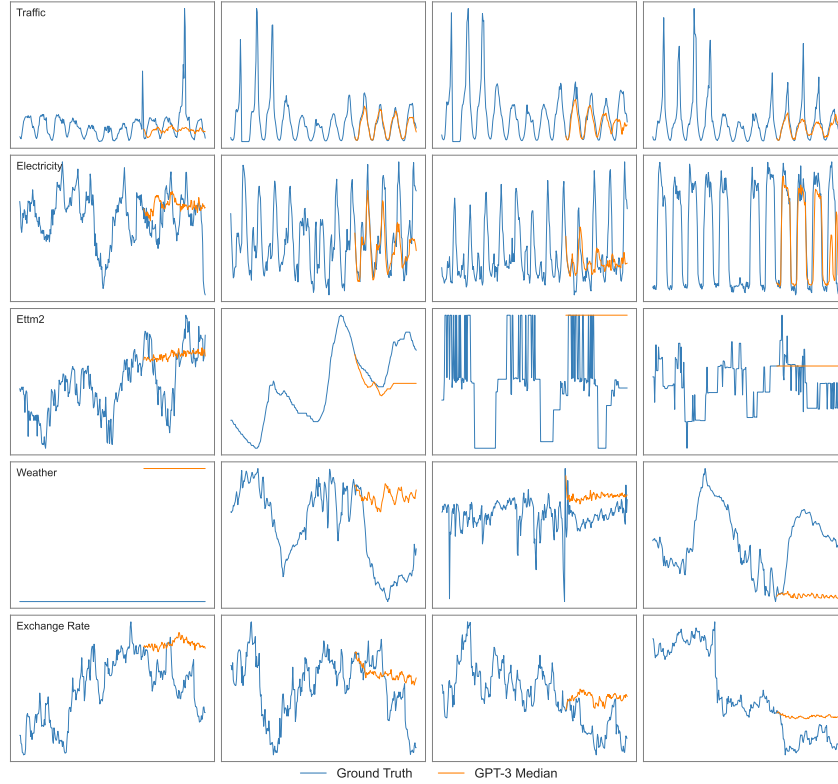 Traffic
Electricity
Ettm2
Weather
Exchange Rate
Ground Truth GPT-3 Median